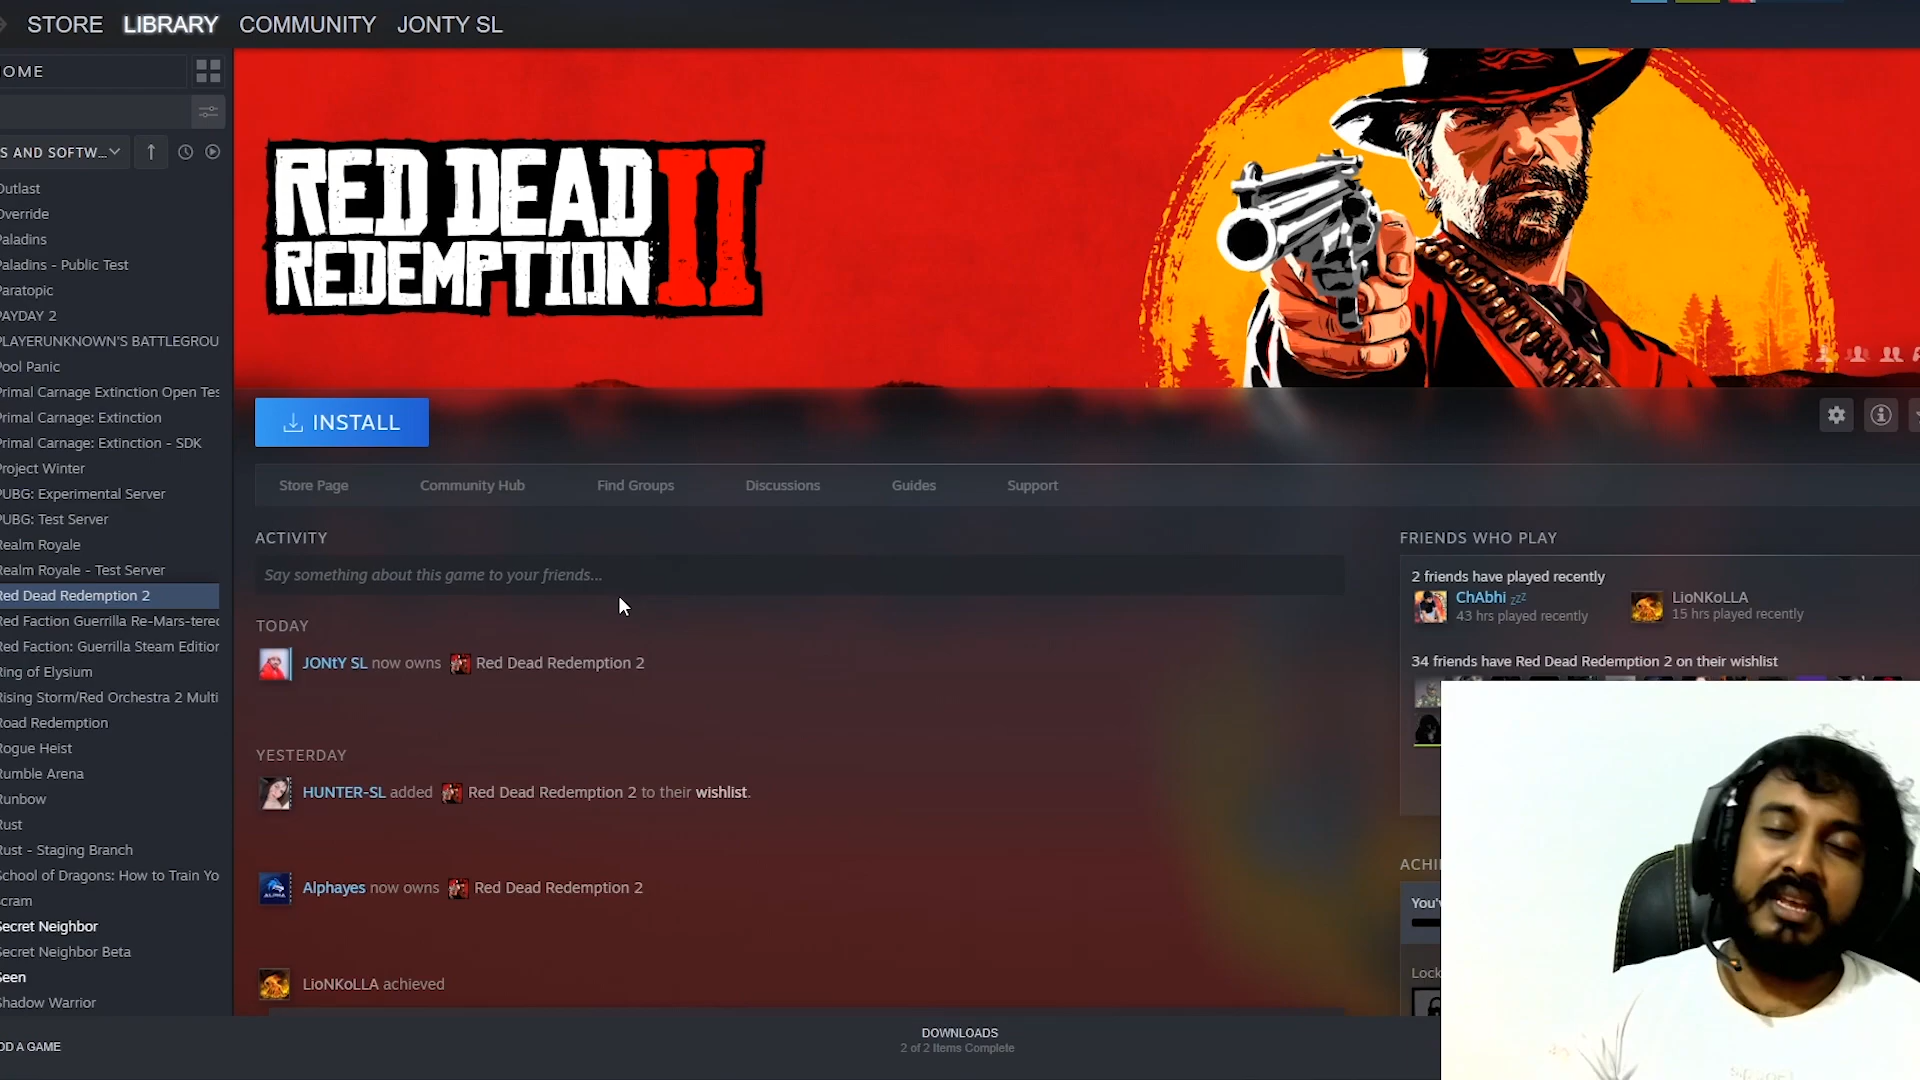 STORE LIBRARY COMMUNITY JONTY SL
OME
RED DEAD
REDEMPTION II
S AND SOFTW...
Outlast
Override
Paladins
Paladins - Public Test
Paratopic
PAYDAY 2
PLAYERUNKNOWN'S BATTLEGROU
Pool Panic
Primal Carnage Extinction Open Tes
Primal Carnage: Extinction
Primal Carnage: Extinction - SDK
Project Winter
PUBG: Experimental Server
PUBG: Test Server
Realm Royale
Realm Royale - Test Server
Red Dead Redemption 2
Red Faction Guerrilla Re-Mars-tered
Red Faction: Guerrilla Steam Edition
Ring of Elysium
Rising Storm/Red Orchestra 2 Multi
Road Redemption
Rogue Heist
Rumble Arena
Runbow
Rust
Rust - Staging Branch
School of Dragons: How to Train Yo
scram
Secret Neighbor
Secret Neighbor Beta
Seen
Shadow Warrior
DD A GAME
INSTALL
Store Page Community Hub Find Groups Discussions Guides Support
ACTIVITY
Say something about this game to your friends...
TODAY
JONtY SL now owns Red Dead Redemption 2
YESTERDAY
HUNTER-SL added Red Dead Redemption 2 to their wishlist.
Alphayes now owns Red Dead Redemption 2
LioNKoLLA achieved
FRIENDS WHO PLAY
2 friends have played recently
ChAbhi zzz
43 hrs played recently
LioNKoLLA
15 hrs played recently
34 friends have Red Dead Redemption 2 on their wishlist
ACHI
You'v
Lock
DOWNLOADS
2 of 2 Items Complete